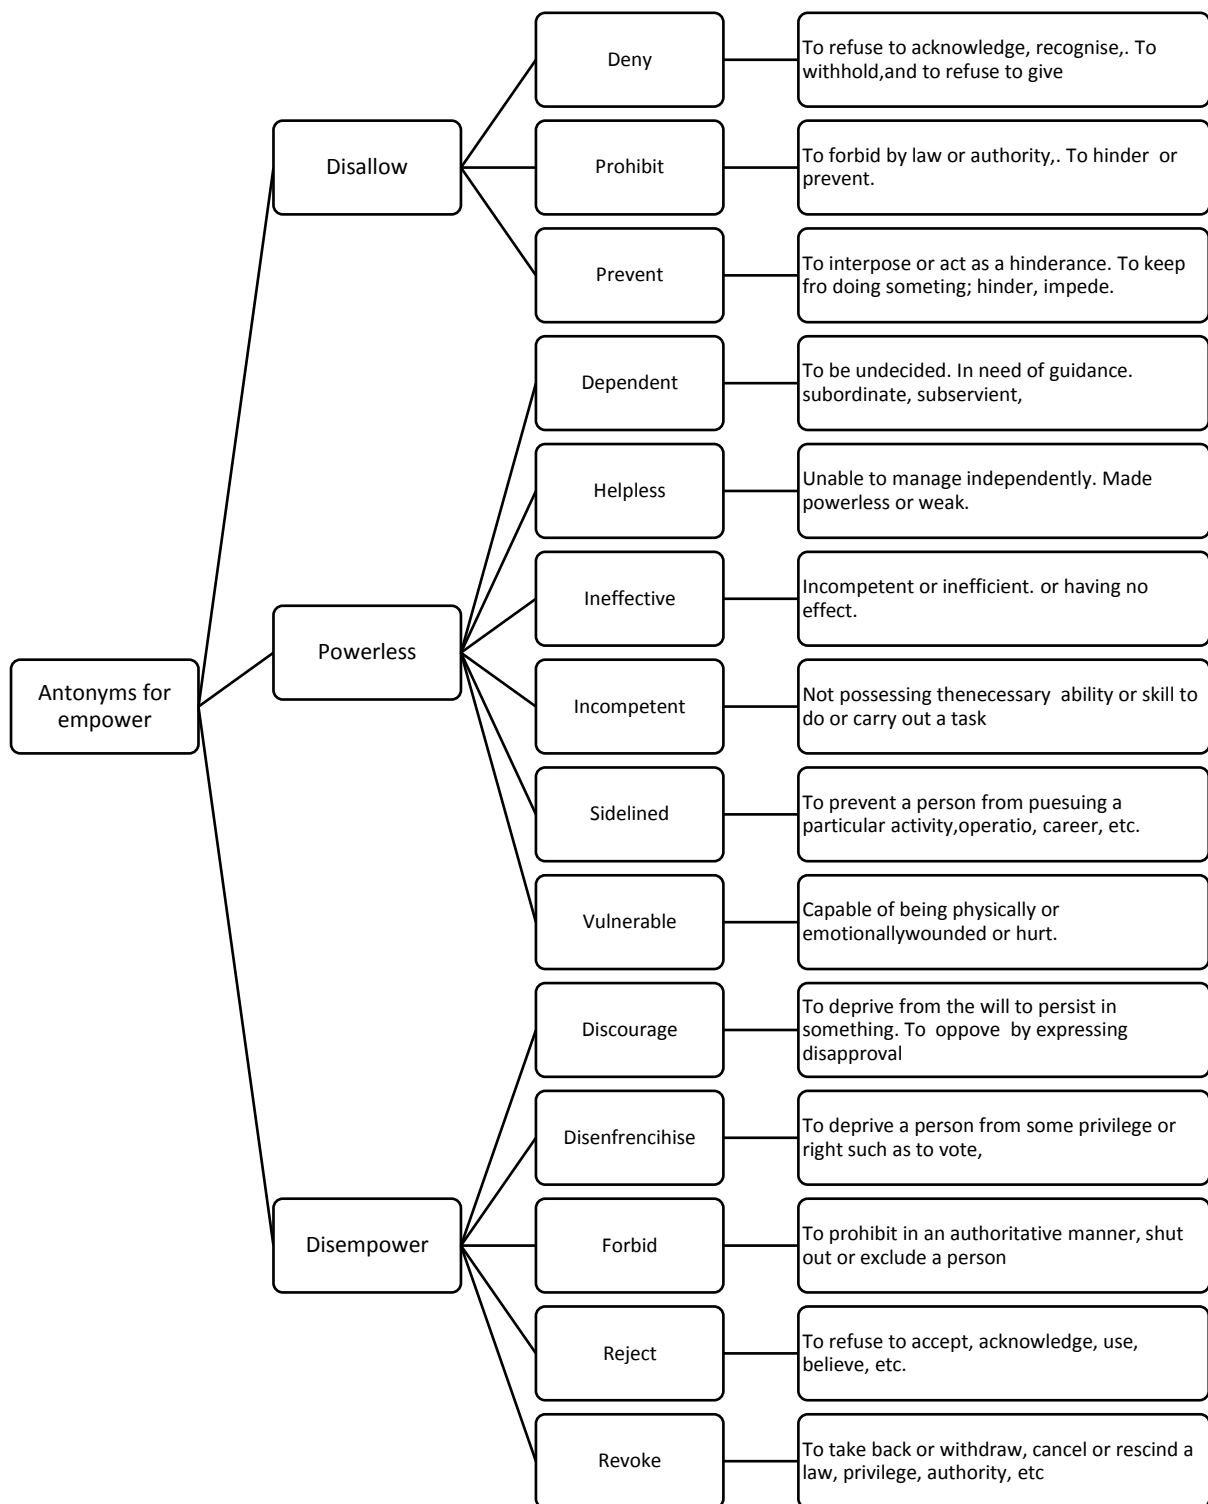 Antonyms for
empower
Disallow
Deny
To refuse to acknowledge, recognise,. To
withhold,and to refuse to give
Prohibit
To forbid by law or authority,. To hinder  or
prevent.
Prevent
To interpose or act as a hinderance. To keep
fro doing someting; hinder, impede.
Powerless
Dependent
To be undecided. In need of guidance.
subordinate, subservient,
Helpless
Unable to manage independently. Made
powerless or weak.
Ineffective
Incompetent or inefficient. or having no
effect.
Incompetent
Not possessing thenecessary  ability or skill to
do or carry out a task
Sidelined
To prevent a person from puesuing a
particular activity,operatio, career, etc.
Vulnerable
Capable of being physically or
emotionallywounded or hurt.
Disempower
Discourage
To deprive from the will to persist in
something. To  oppove  by expressing
disapproval
Disenfrencihise
To deprive a person from some privilege or
right such as to vote,
Forbid
To prohibit in an authoritative manner, shut
out or exclude a person
Reject
To refuse to accept, acknowledge, use,
believe, etc.
Revoke
To take back or withdraw, cancel or rescind a
law, privilege, authority, etc